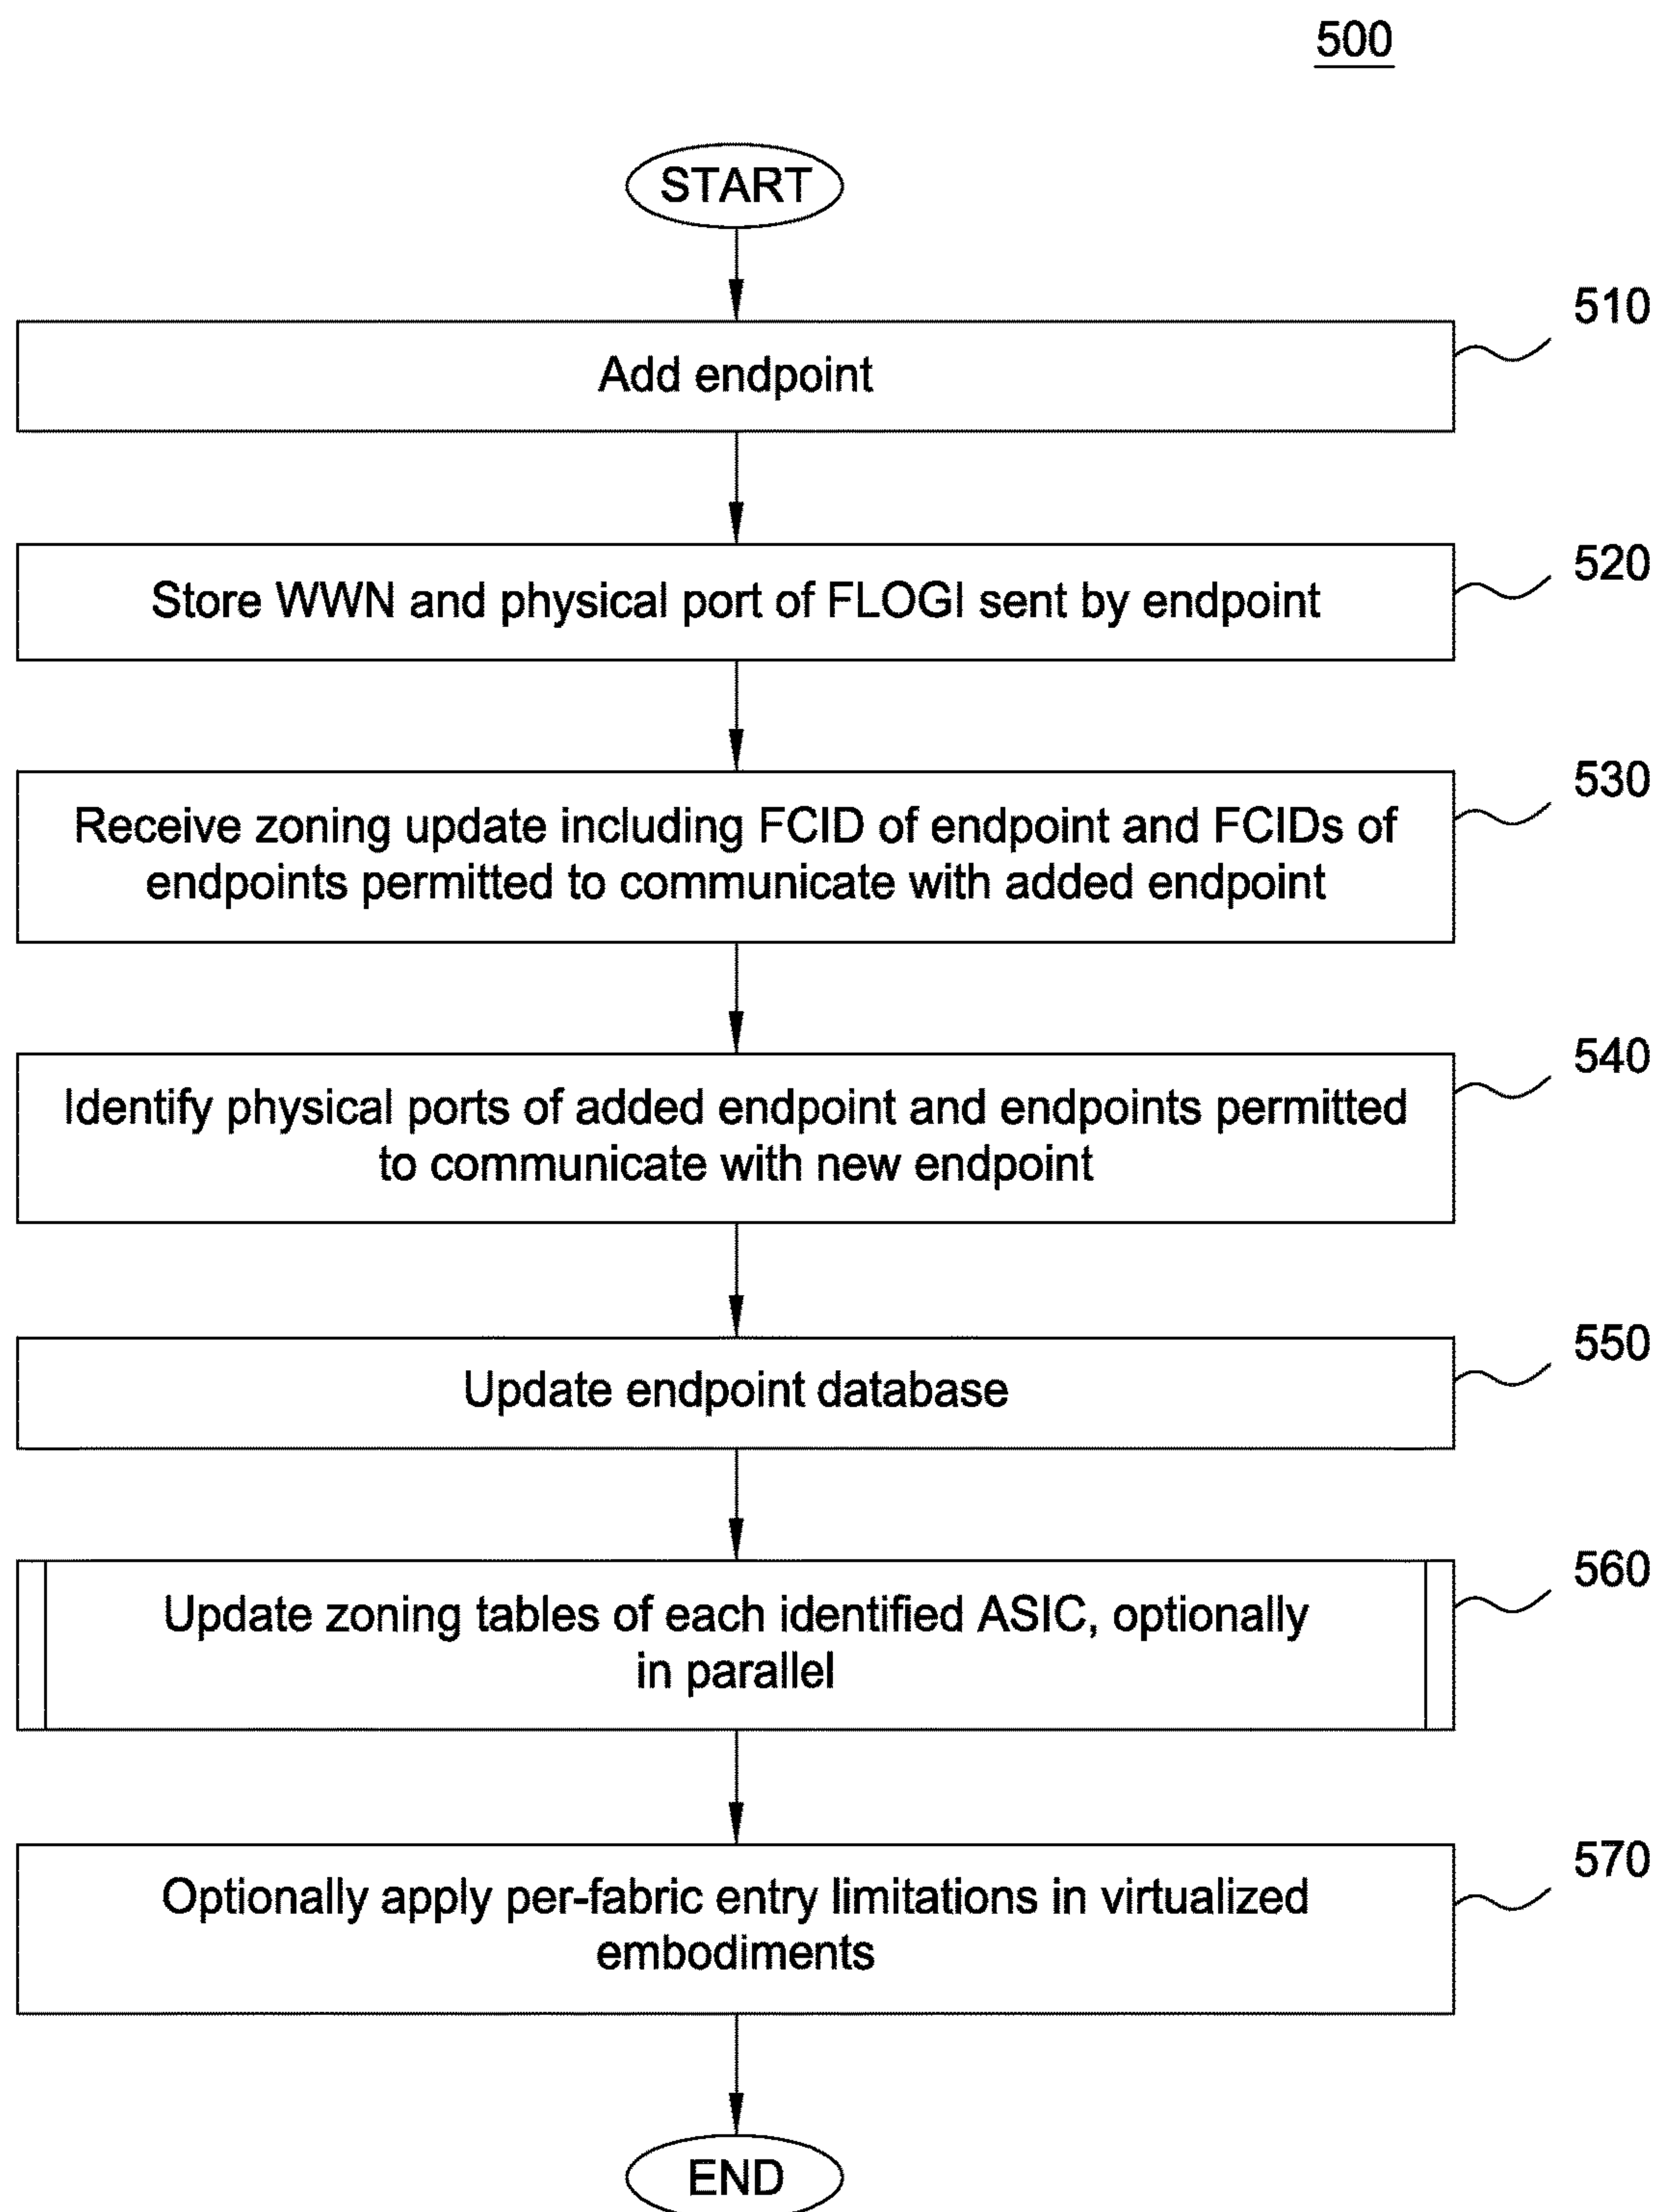 500
START
510
Add endpoint
520
Store WWN and physical port of FLOGI sent by endpoint
530
Receive zoning update including FCID of endpoint and FCIDs of
endpoints permitted to communicate with added endpoint
540
Identify physical ports of added endpoint and endpoints permitted
to communicate with new endpoint
550
Update endpoint database
560
Update zoning tables of each identified ASIC, optionally
in parallel
570
Optionally apply per-fabric entry limitations in virtualized
embodiments
END